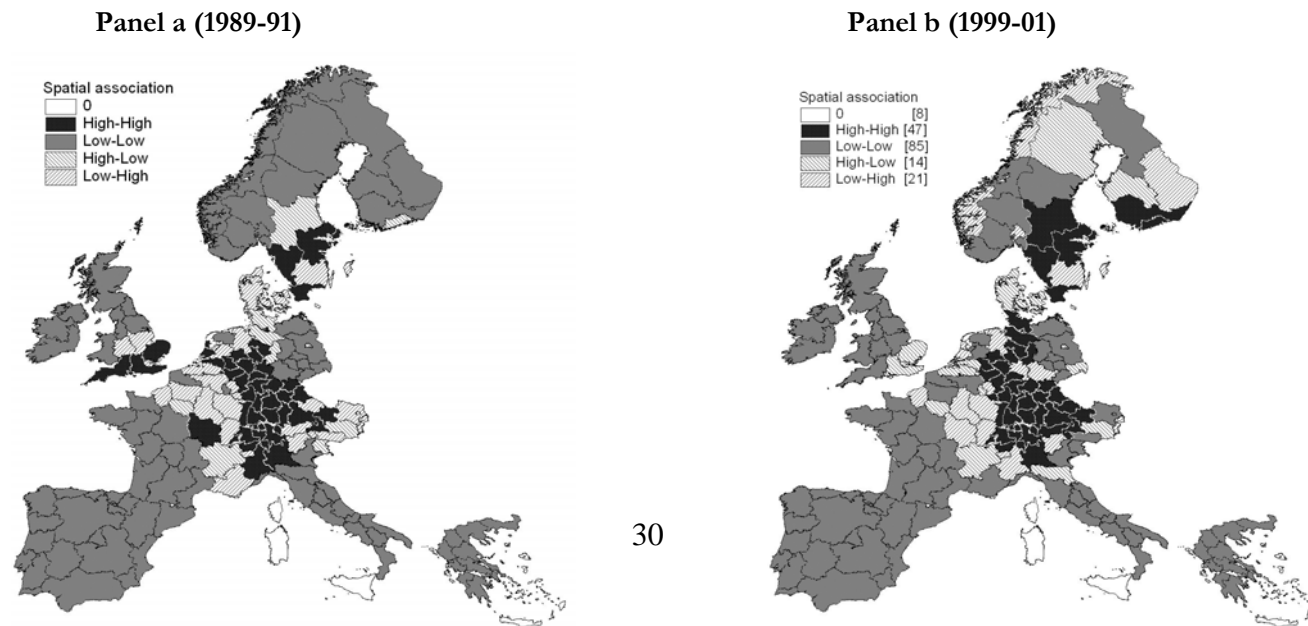 Panel a (1989-91)
Panel b (1999-01)
Spatial association
0
High-High
Low-Low
High-Low
Low-High
Spatial association
0 [8]
High-High [47]
Low-Low [85]
High-Low [14]
Low-High [21]
30